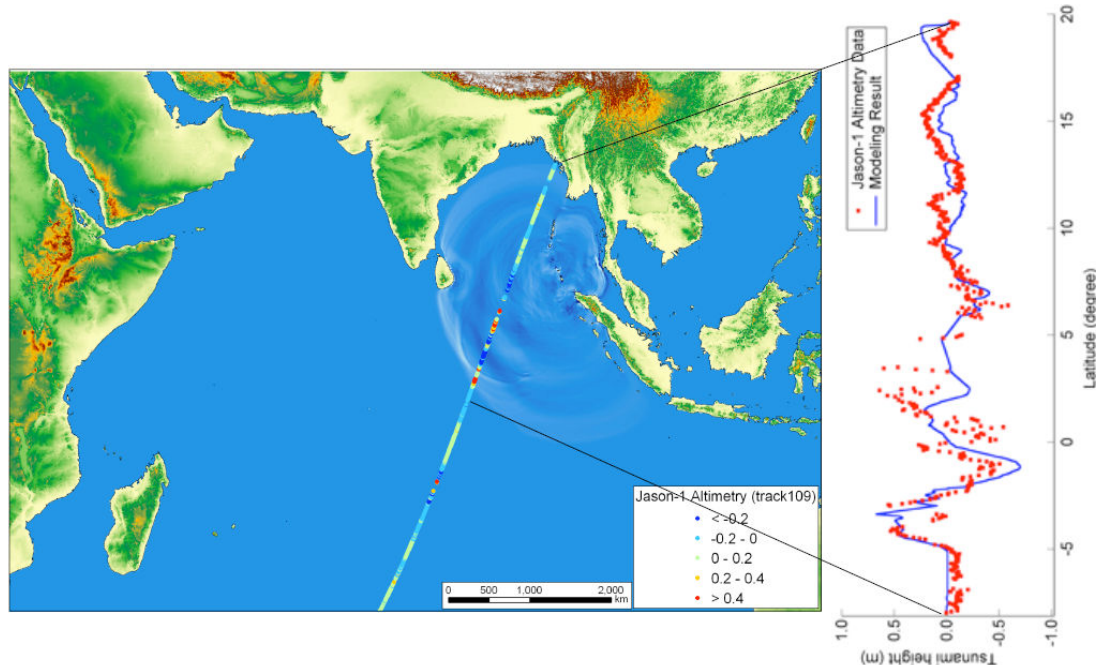 Jason-1 Altimetry (track109)
< -0.2
-0.2 - 0
0 - 0.2
0.2 - 0.4
> 0.4
0 500 1,000 2,000
km
Jason-1 Altimetry Data
Modeling Result
20
15
10
5
0
-5
Latitude (degree)
1.0 0.5 0.0 -0.5 -1.0
Tsunami height (m)